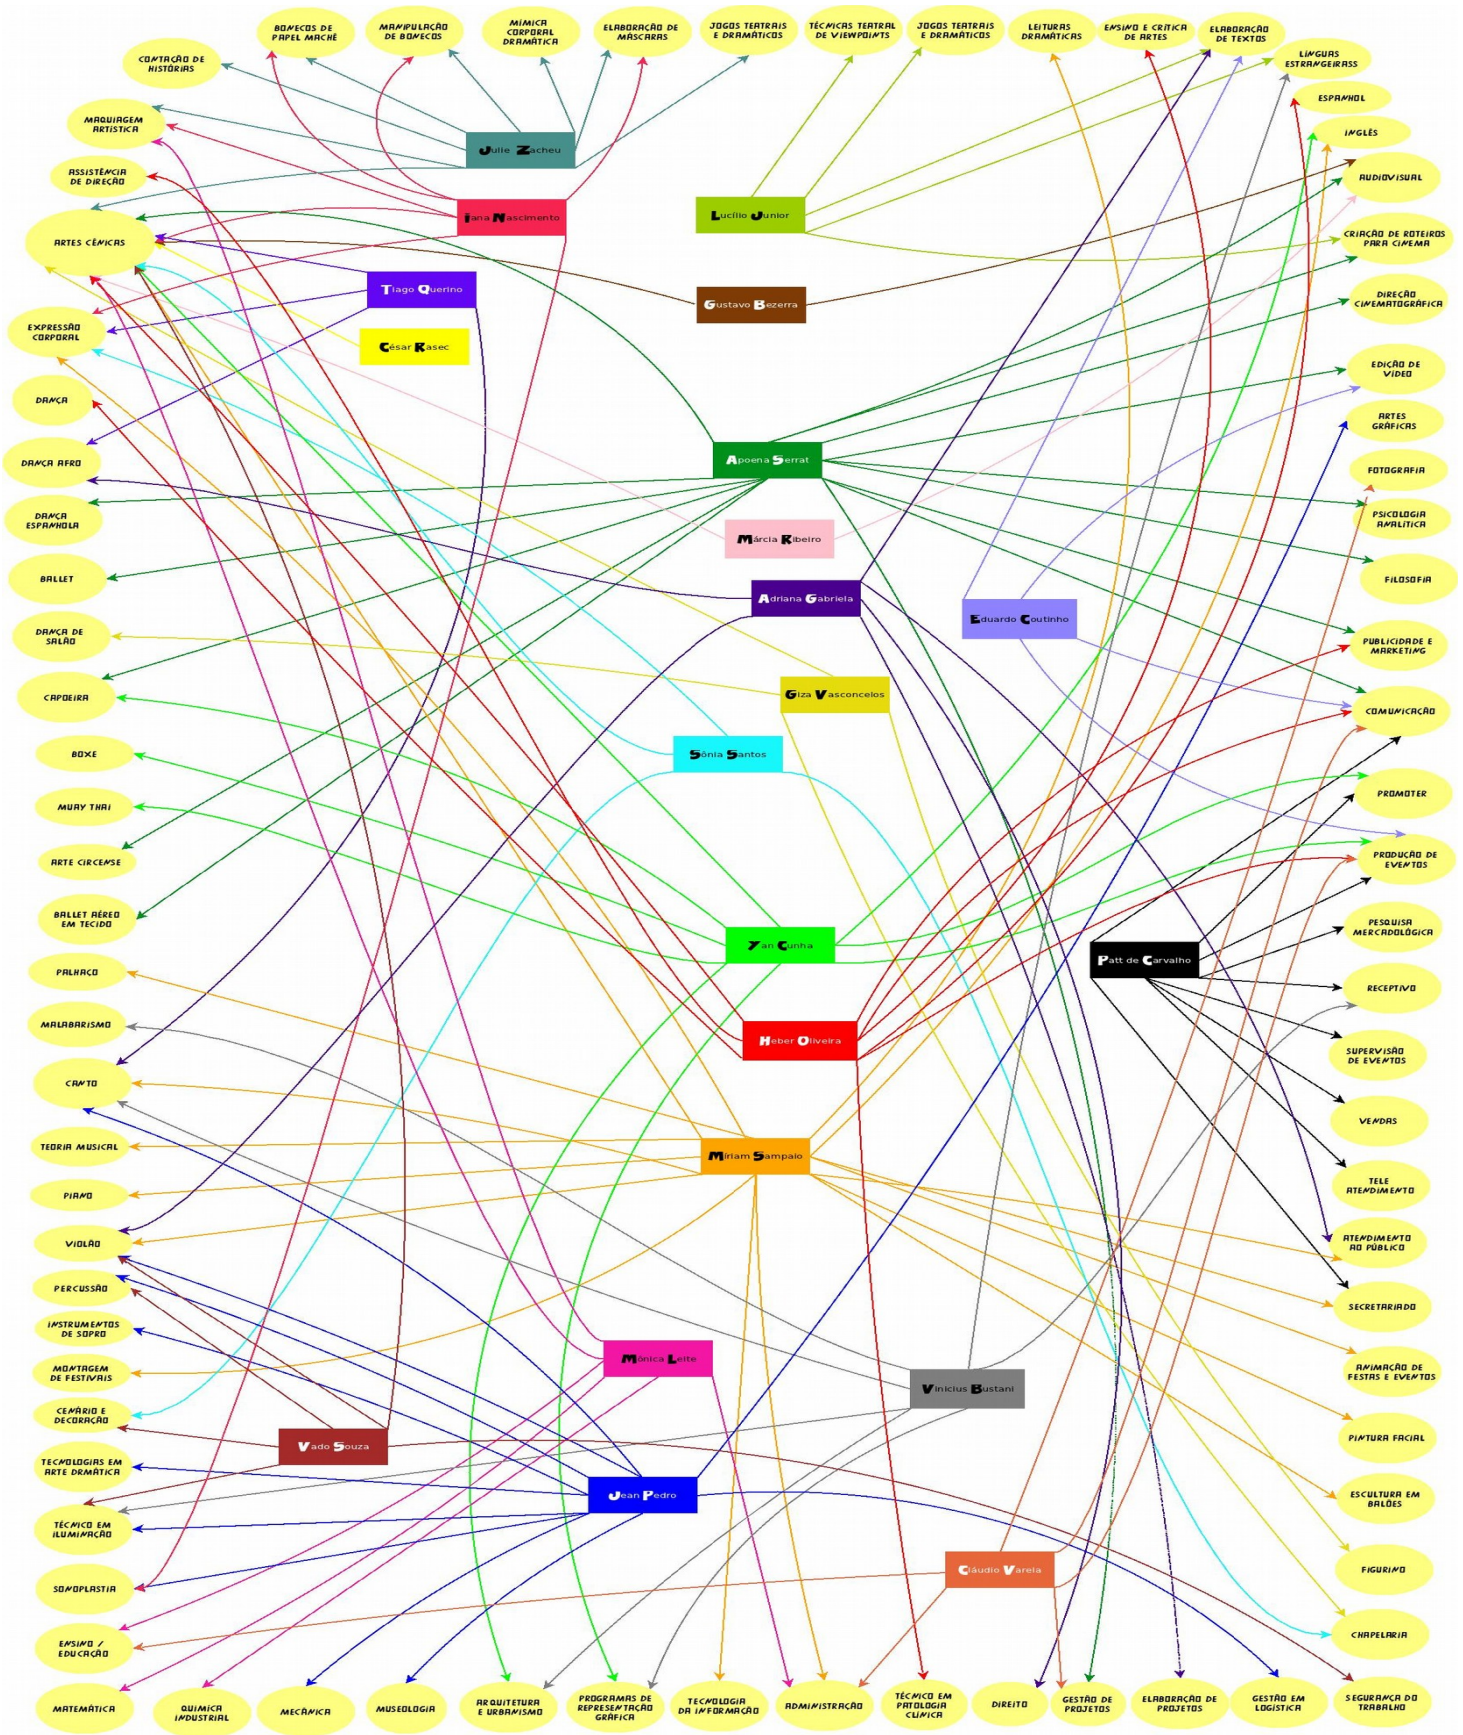 BONECOS DE
PAPEL MACHÊ
MANIPULAÇÃO
DE BONECOS
MÍMICA
CORPORAL
DRAMÁTICA
ELABORAÇÃO DE
MÁSCARAS
JOGOS TEATRAIS
E DRAMÁTICOS
TÉCNICAS TEATRAL
DE VIEWPOINTS
JOGOS TEATRAIS
E DRAMÁTICOS
LEITURAS
DRAMÁTICAS
ENSINO E CRÍTICA
DE ARTES
ELABORAÇÃO
DE TEXTOS
LÍNGUAS
ESTRANGEIRASS
CONTAÇÃO DE
HISTÓRIAS
ESPANHOL
MAQUIAGEM
ARTÍSTICA
INGLÊS
Julie Zacheu
ASSISTÊNCIA
DE DIREÇÃO
AUDIOVISUAL
Iana Nascimento
Lucílio Junior
ARTES CÊNICAS
CRIAÇÃO DE ROTEIROS
PARA CINEMA
Tiago Querino
Gustavo Bezerra
DIREÇÃO
CINEMATOGRÁFICA
EXPRESSÃO
CORPORAL
César Rasec
EDIÇÃO DE
VÍDEO
DANÇA
ARTES
GRÁFICAS
DANÇA AFRO
Apoena Serrat
FOTOGRAFIA
DANÇA
ESPANHOLA
PSICOLOGIA
ANALÍTICA
Márcia Ribeiro
BALLET
FILOSOFIA
Adriana Gabriela
Eduardo Coutinho
DANÇA DE
SALÃO
PUBLICIDADE E
MARKETING
CAPOEIRA
Giza Vasconcelos
COMUNICAÇÃO
BOXE
Sônia Santos
PROMOTER
MUAY THAI
ARTE CIRCENSE
PRODUÇÃO DE
EVENTOS
BALLET AÉREO
EM TECIDO
PESQUISA
MERCADOLÓGICA
Yan Cunha
Patt de Carvalho
PALHAÇO
RECEPTIVO
MALABARISMO
Heber Oliveira
SUPERVISÃO
DE EVENTOS
CANTO
VENDAS
TEORIA MUSICAL
Míriam Sampaio
TELE
ATENDIMENTO
PIANO
VIOLÃO
ATENDIMENTO
AO PÚBLICO
PERCUSSÃO
SECRETARIADO
INSTRUMENTOS
DE SOPRO
MONTAGEM
DE FESTIVAIS
Mônica Leite
ANIMAÇÃO DE
FESTAS E EVENTOS
Vinicius Bustani
CENÁRIO E
DECORAÇÃO
PINTURA FACIAL
Vado Souza
TECNOLOGIAS EM
ARTE DRMÁTICA
Jean Pedro
ESCULTURA EM
BALÕES
TÉCNICO EM
ILUMINAÇÃO
FIGURINO
Cláudio Varela
SONOPLASTIA
CHAPELARIA
ENSINO /
EDUCAÇÃO
MATEMÁTICA
QUIMICA
INDUSTRIAL
MECÂNICA
MUSEOLOGIA
ARQUITETURA
E URBANISMO
PROGRAMAS DE
REPRESENTAÇÃO
GRÁFICA
TECNOLOGIA
DA INFORMAÇÃO
ADMINISTRAÇÃO
TÉCNICO EM
PATOLOGIA
CLÍNICA
DIREITO
GESTÃO DE
PROJETOS
ELABORAÇÃO DE
PROJETOS
GESTÃO EM
LOGÍSTICA
SEGURANÇA DO
TRABALHO